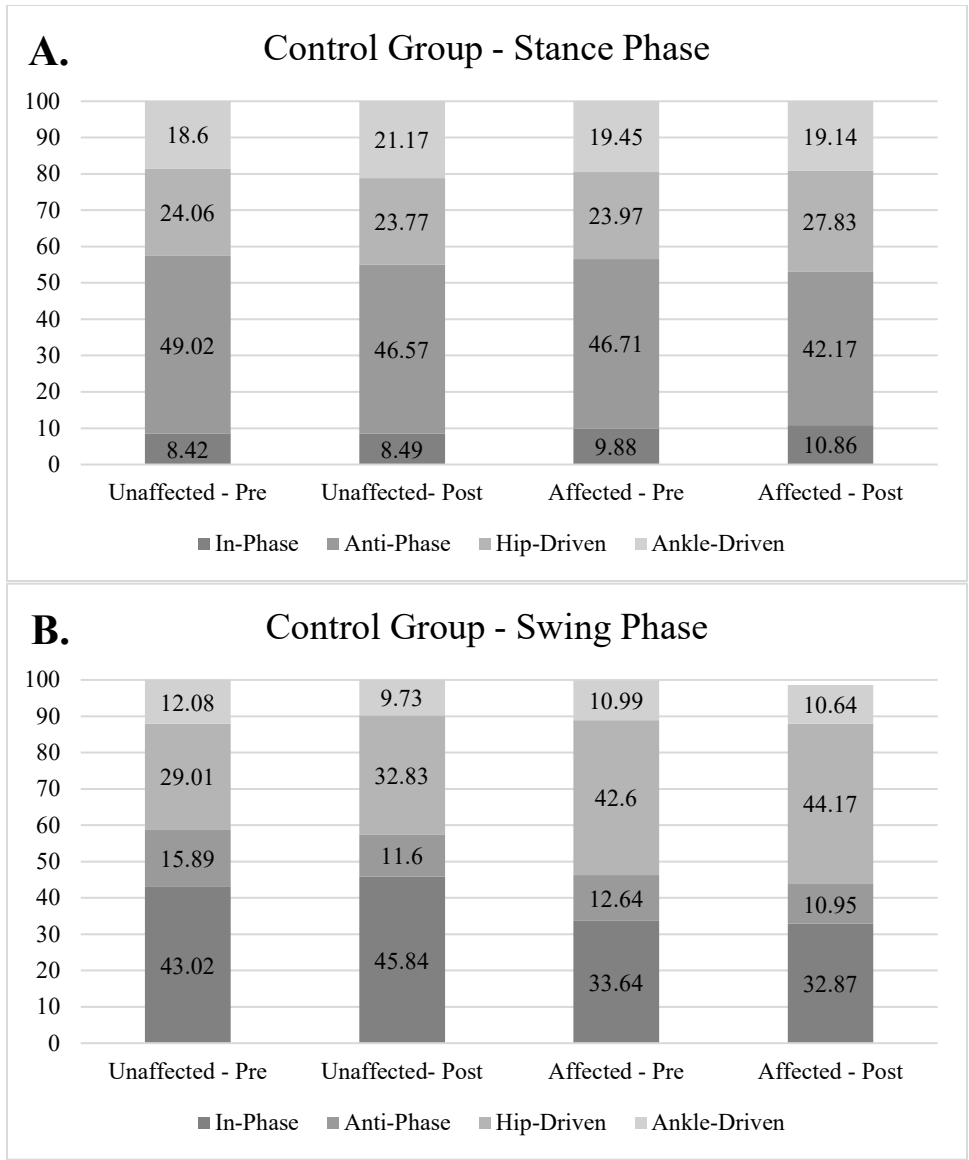 A.
Control Group - Stance Phase
100
90
80
70
60
50
40
30
20
10
0
18.6 21.17 19.45 19.14
24.06 23.77 23.97 27.83
49.02 46.57 46.71 42.17
8.42 8.49 9.88 10.86
Unaffected - Pre Unaffected- Post Affected - Pre Affected - Post
In-Phase Anti-Phase Hip-Driven Ankle-Driven
B.
Control Group - Swing Phase
100
90
80
70
60
50
40
30
20
10
0
12.08 9.73 10.99 10.64
29.01 32.83 42.6 44.17
15.89 11.6 12.64 10.95
43.02 45.84 33.64 32.87
Unaffected - Pre Unaffected- Post Affected - Pre Affected - Post
In-Phase Anti-Phase Hip-Driven Ankle-Driven